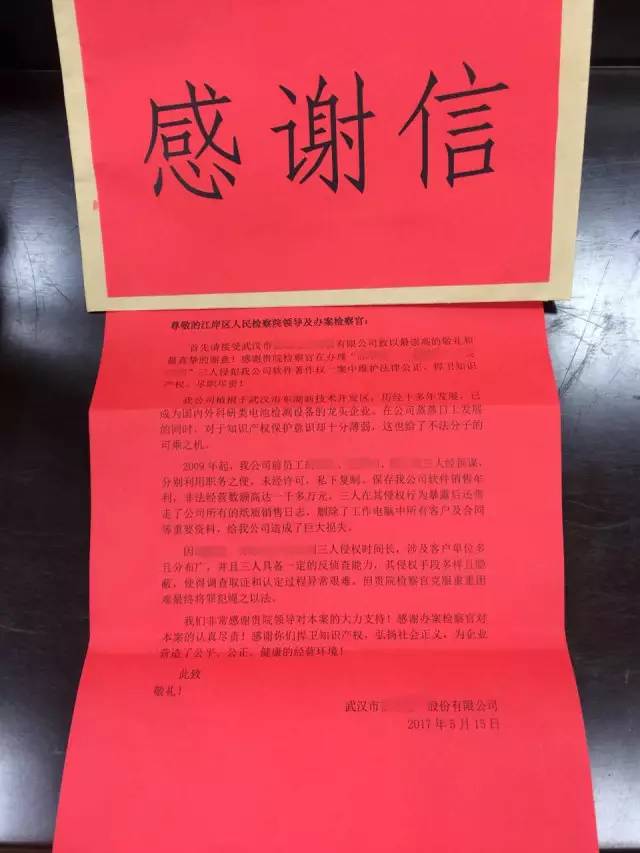 感谢信
尊敬的江岸区人民检察院领导及办案检察官：
首先请接受武汉市 有限公司致以最崇高的敬礼和
最真挚的谢意！感谢贵院检察官在办理“
”三人侵犯我公司软件著作权一案中维护法律公正、捍卫知识
产权、尽职尽责！
我公司植根于武汉市东湖新技术开发区，历经十多年发展，已
成为国内外科研类电池检测设备的龙头企业。在公司蒸蒸日上发展
的同时，对于知识产权保护意识却十分薄弱，这也给了不法分子的
可乘之机。
2009年起，我公司前员工 三人经预谋，
分别利用职务之便，未经许可，私下复制、保存我公司软件销售牟
利，非法经营数额高达一千多万元，三人在其侵权行为暴露后还带
走了公司所有的纸质销售日志，删除了工作电脑中所有客户及合同
等重要资料，给我公司造成了巨大损失。
因 三人侵权时间长，涉及客户单位多
且分布广，并且三人具备一定的反侦查能力，其侵权手段多样且隐
蔽，使得调查取证和认定过程异常艰难。但贵院检察官克服重重困
难最终将罪犯绳之以法。
我们非常感谢贵院领导对本案的大力支持！感谢办案检察官对
本案的认真尽责！感谢你们捍卫知识产权，弘扬社会正义，为企业
营造了公平、公正、健康的经营环境！
此致
敬礼！
武汉市 股份有限公司
2017年5月15日